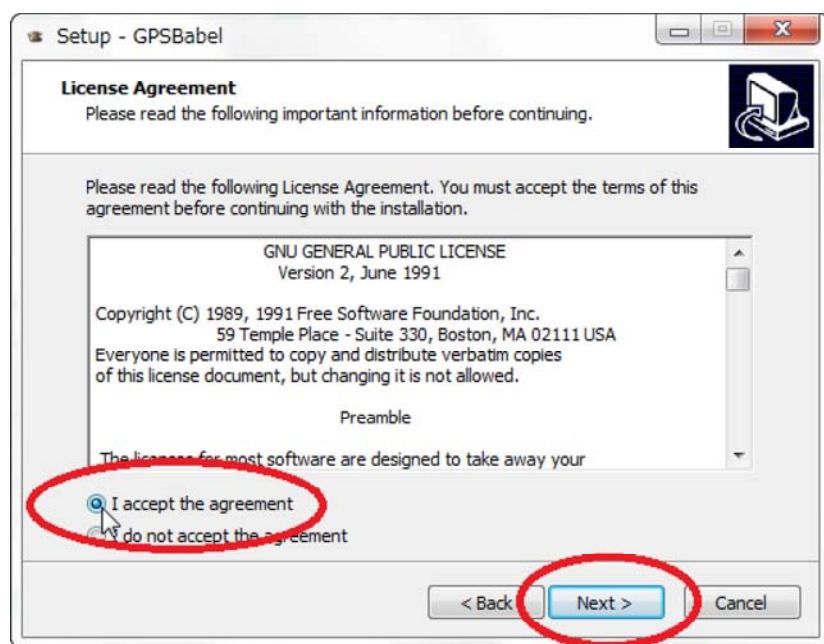 Setup - GPSBabel
License Agreement
Please read the following important information before continuing.
Please read the following License Agreement. You must accept the terms of this
agreement before continuing with the installation.
GNU GENERAL PUBLIC LICENSE
Version 2, June 1991
Copyright (C) 1989, 1991 Free Software Foundation, Inc.
59 Temple Place - Suite 330, Boston, MA 02111 USA
Everyone is permitted to copy and distribute verbatim copies
of this license document, but changing it is not allowed.
Preamble
The licenses for most software are designed to take away your
I accept the agreement
I do not accept the agreement
< Back
Next >
Cancel